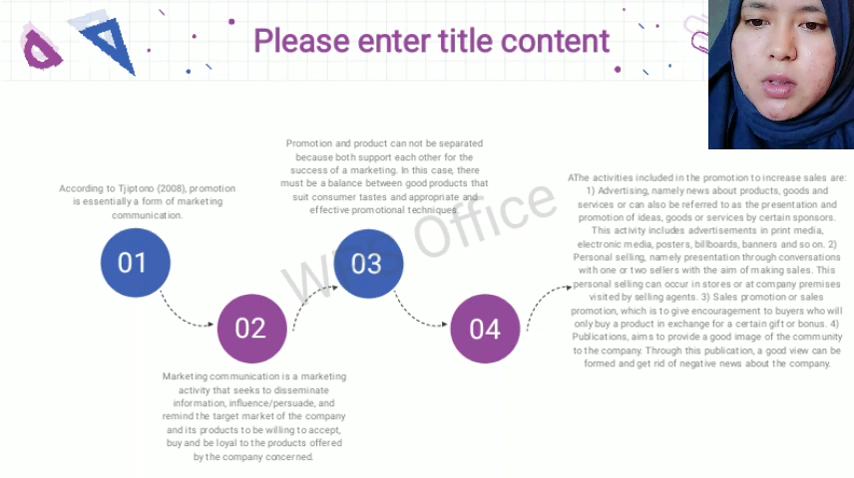 Please enter title content
According to Tjiptono (2008), promotion
is essentially a form of marketing
communication.
01
Marketing communication is a marketing
activity that seeks to disseminate
information, influence/persuade, and
remind the target market of the company
and its products to be willing to accept,
buy and be loyal to the products offered
by the company concerned.
02
Promotion and product can not be separated
because both support each other for the
success of a marketing. In this case, there
must be a balance between good products that
suit consumer tastes and appropriate and
effective promotional techniques.
03
04
AThe activities included in the promotion to increase sales are:
1) Advertising, namely news about products, goods and
services or can also be referred to as the presentation and
promotion of ideas, goods or services by certain sponsors.
This activity includes advertisements in print media,
electronic media, posters, billboards, banners and so on. 2)
Personal selling, namely presentation through conversations
with one or two sellers with the aim of making sales. This
personal selling can occur in stores or at company premises
visited by selling agents. 3) Sales promotion or sales
promotion, which is to give encouragement to buyers who will
only buy a product in exchange for a certain gift or bonus. 4)
Publications, aims to provide a good image of the community
to the company. Through this publication, a good view can be
formed and get rid of negative news about the company.
WPS Office